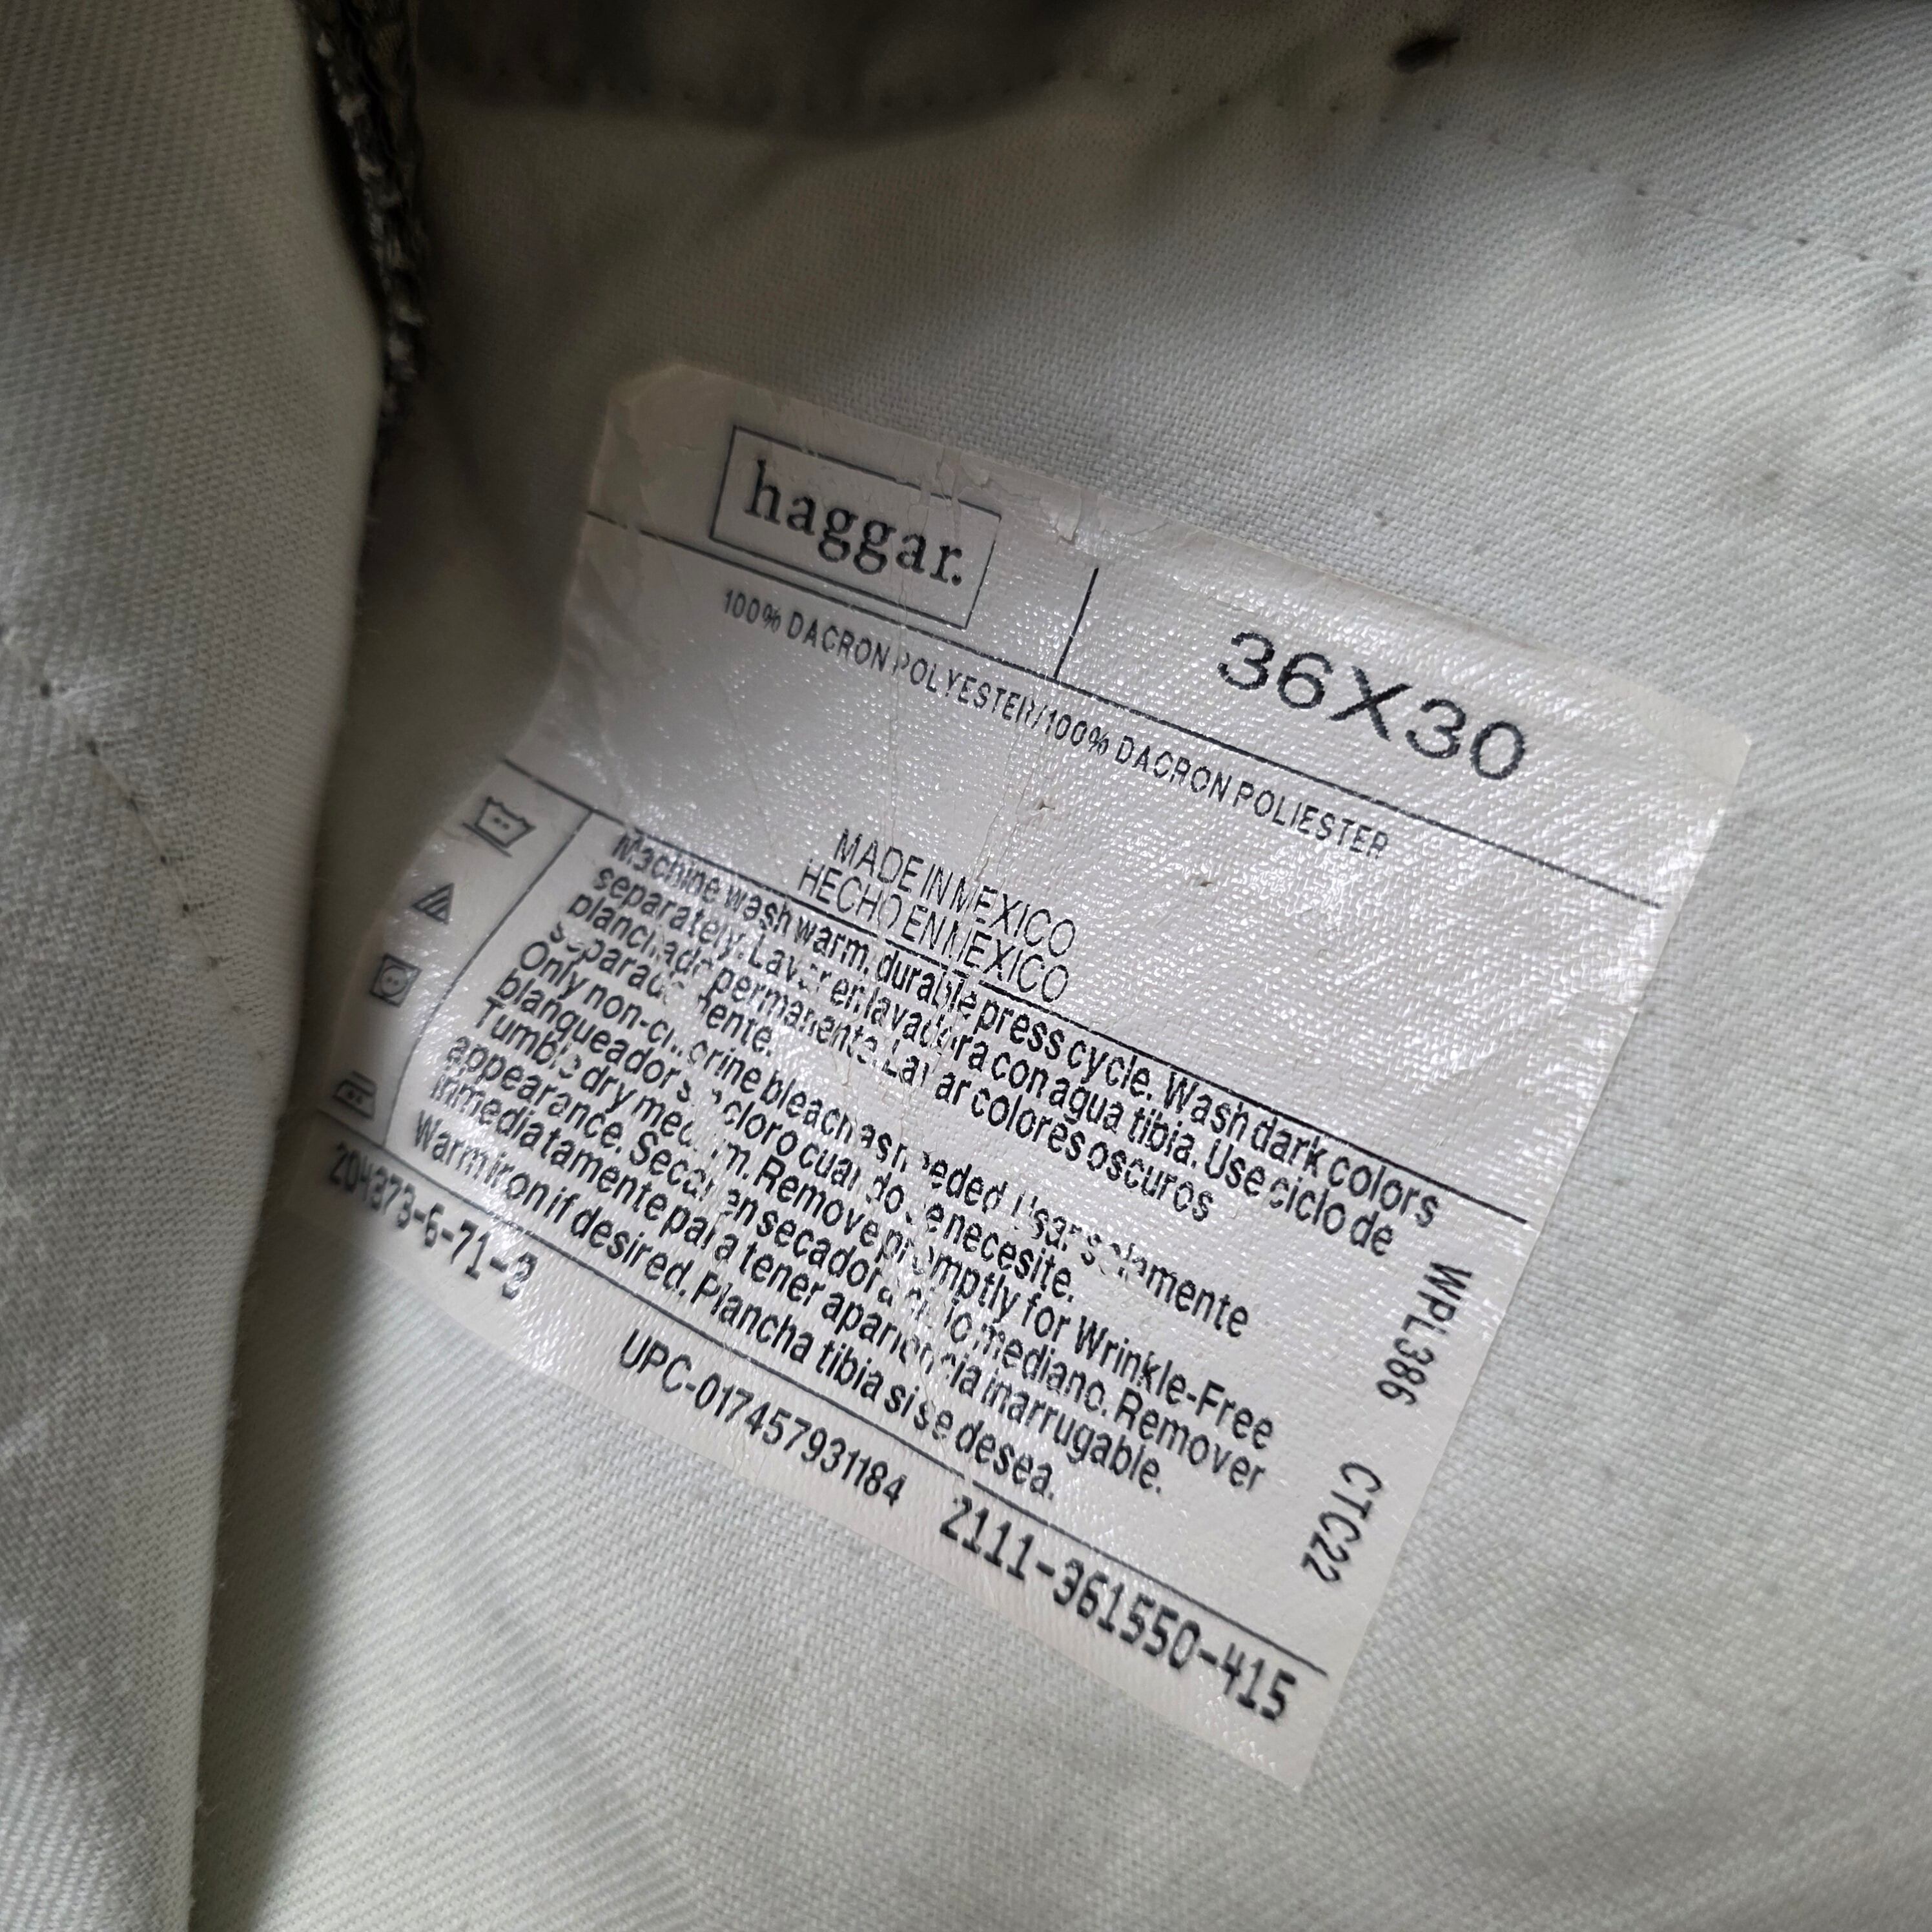 haggar.
36X30
100% DACRON POLYESTER/100% DACRON POLIESTER
MADE IN MEXICO
HECHO EN MEXICO
Machine wash warm, durable press cycle. Wash dark colors
separately. Lavar en lavadora con agua tibia. Use ciclo de
planchado permanente. Lavar colores oscuros
separadamente.
Only non-chlorine bleach as needed. Usar solamente
blanqueador sin cloro cuando se necesite.
Tumble dry medium. Remove promptly for Wrinkle-Free
appearance. Secar en secadora ciclo mediano. Remover
inmediatamente para tener apariencia inarrugable.
Warm iron if desired. Plancha tibia si se desea.
WPL386 CTC22
-6-71-3
UPC-017457931184 2111-361550-415